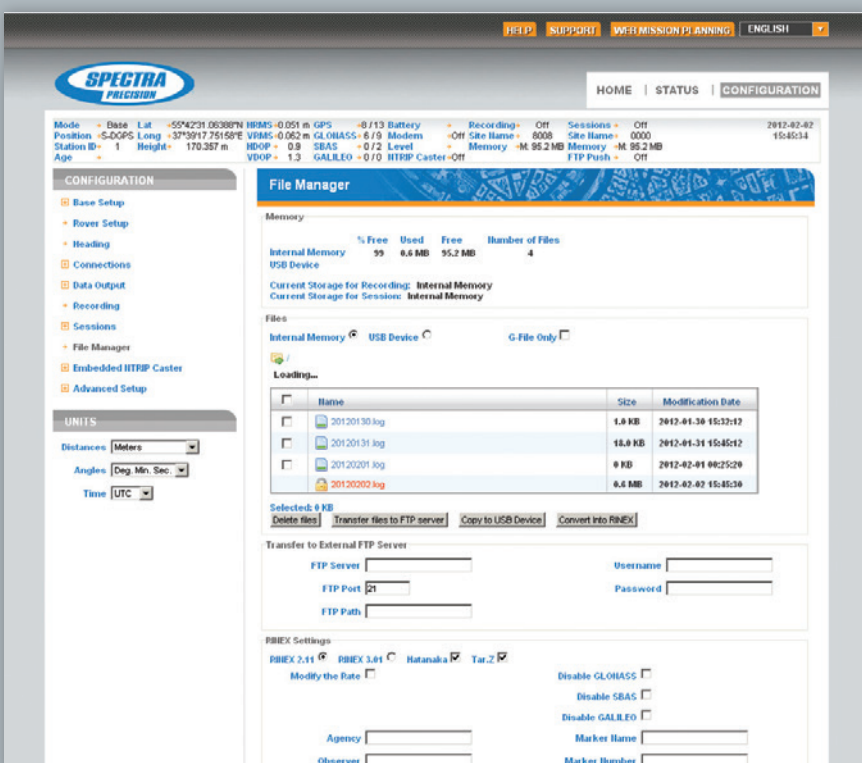 HELP SUPPORT WEB MISSION PLANNING ENGLISH
SPECTRA
PRECISION
HOME | STATUS | CONFIGURATION
Mode Base Lat +55°42'31.06388"N HRMS 0.051 m GPS 8/13 Battery Recording Off Sessions Off 2012-02-02
Position S-DGPS Long +37°39'17.75158"E VRMS 0.062 m GLONASS 6/9 Modem Off Site Name 8008 Site Name 0000 15:45:34
Station ID 1 Height 170.357 m HDOP 0.9 SBAS 0/2 Level Memory M: 95.2 MB Memory M: 95.2 MB
Age VDOP 1.3 GALILEO 0/0 NTRIP Caster Off FTP Push Off
CONFIGURATION
Base Setup
Rover Setup
Heading
Connections
Data Output
Recording
Sessions
File Manager
Embedded NTRIP Caster
Advanced Setup
UNITS
Distances Meters
Angles Deg. Min. Sec.
Time UTC
File Manager
Memory
% Free Used Free Number of Files
Internal Memory 99 0.6 MB 95.2 MB 4
USB Device
Current Storage for Recording: Internal Memory
Current Storage for Session: Internal Memory
Files
Internal Memory USB Device G-File Only
/
Loading...
Name Size Modification Date
20120130.log 1.0 KB 2012-01-30 15:32:12
20120131.log 18.0 KB 2012-01-31 15:45:12
20120201.log 0 KB 2012-02-01 00:25:20
20120202.log 0.6 MB 2012-02-02 15:45:30
Selected: 0 KB
Delete files Transfer files to FTP server Copy to USB Device Convert Into RINEX
Transfer to External FTP Server
FTP Server Username
FTP Port 21 Password
FTP Path
RINEX Settings
RINEX 2.11 RINEX 3.01 Hatanaka Tar.Z
Modify the Rate Disable GLONASS
Disable SBAS
Disable GALILEO
Agency Marker Name
Observer Marker Number